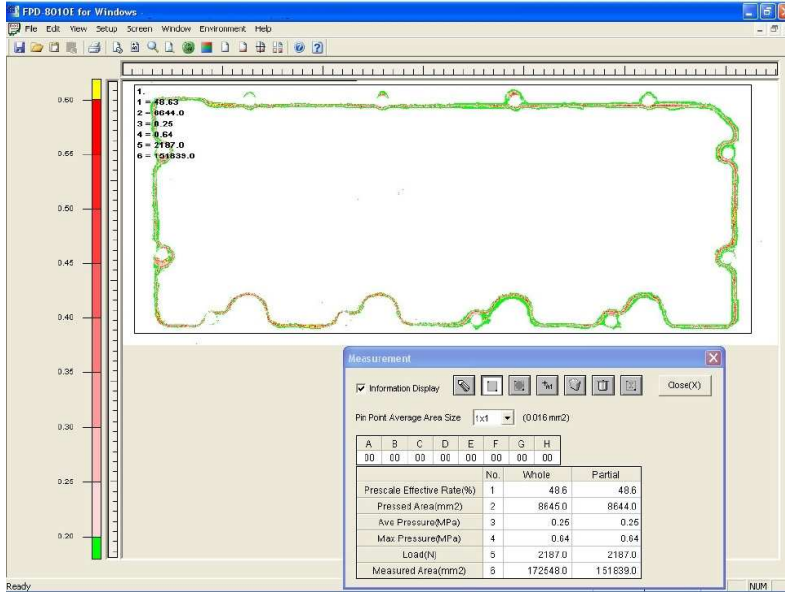 FPD-8010E for Windows
File Edit View Setup Screen Window Environment Help
1.
1 = 48.63
2 = 8644.0
3 = 0.25
4 = 0.64
5 = 2187.0
6 = 151839.0
0.60
0.55
0.50
0.45
0.40
0.35
0.30
0.25
0.20
Measurement
Information Display
Close(X)
Pin Point Average Area Size 1x1 (0.016mm2)
A B C D E F G H
00 00 00 00 00 00 00 00
No. Whole Partial
Prescale Effective Rate(%) 1 48.6 48.6
Pressed Area(mm2) 2 8645.0 8644.0
Ave Pressure(MPa) 3 0.25 0.25
Max Pressure(MPa) 4 0.64 0.64
Load(N) 5 2187.0 2187.0
Measured Area(mm2) 6 172548.0 151839.0
Ready NUM